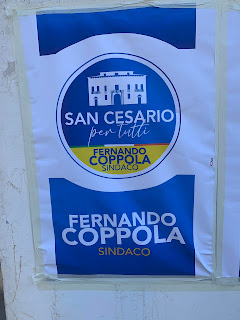 SAN CESARIO
per tutti
FERNANDO
COPPOLA
SINDACO
FERNANDO
COPPOLA
SINDACO